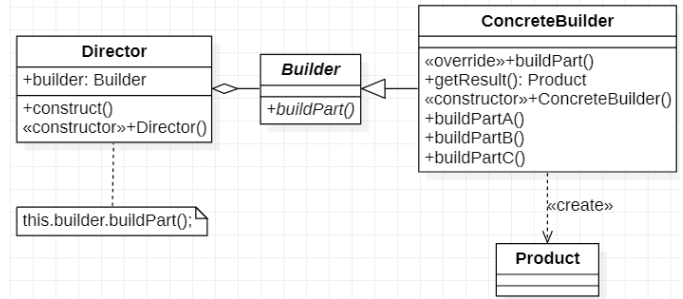 Director
+builder: Builder
+construct()
«constructor»+Director()
this.builder.buildPart();
Builder
+buildPart()
ConcreteBuilder
«override»+buildPart()
+getResult(): Product
«constructor»+ConcreteBuilder()
+buildPartA()
+buildPartB()
+buildPartC()
«create»
Product